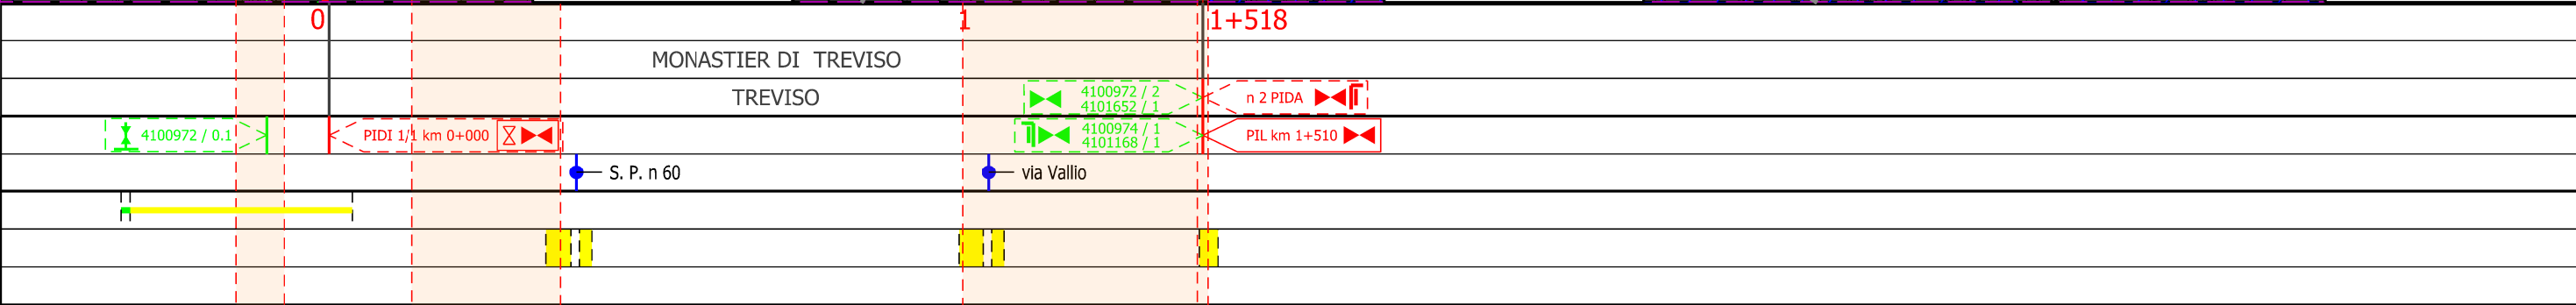 0
1
1+518
MONASTIER DI TREVISO
TREVISO
4100972 / 2
4101652 / 1
n 2 PIDA
4100972 / 0.1
PIDI 1/1 km 0+000
4100974 / 1
4101168 / 1
PIL km 1+510
S. P. n 60
via Vallio